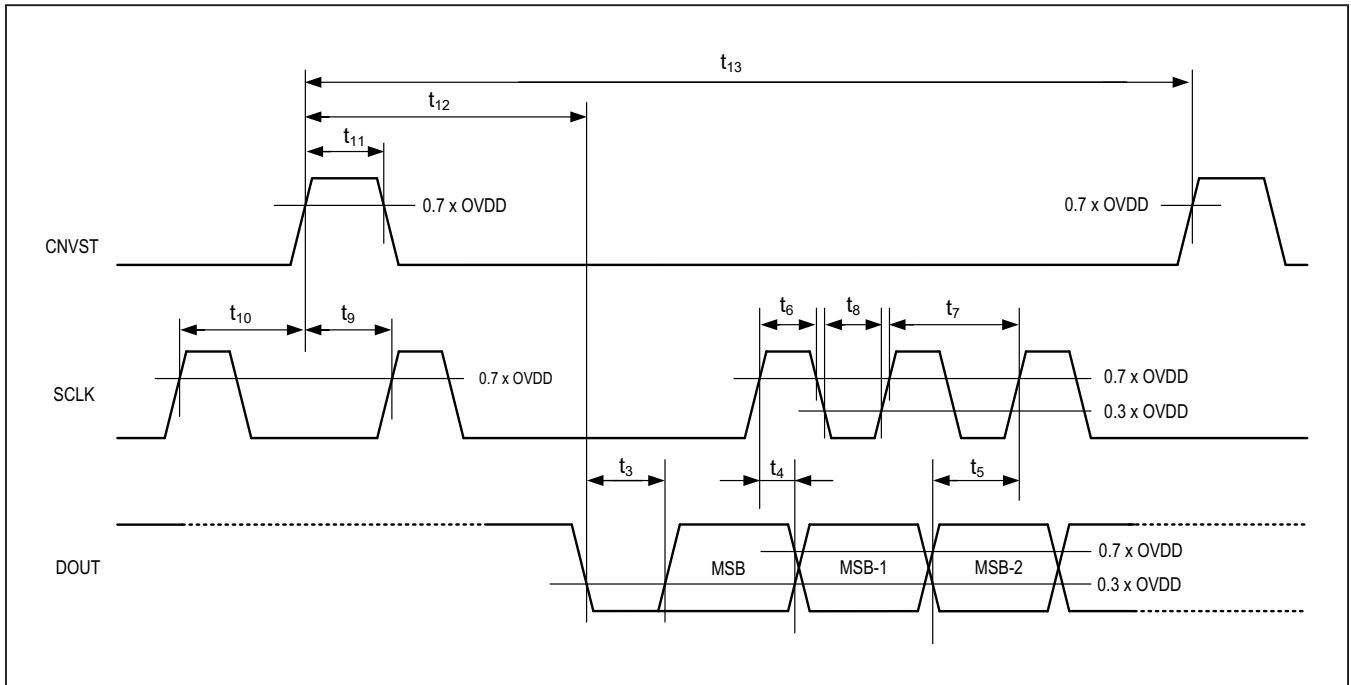 t₁₃
t₁₂
t₁₁
0.7 x OVDD
0.7 x OVDD
CNVST
t₁₀
t₉
t₆
t₈
t₇
0.7 x OVDD
0.7 x OVDD
SCLK
0.3 x OVDD
t₃
t₄
t₅
0.7 x OVDD
DOUT
MSB
MSB-1
MSB-2
0.3 x OVDD